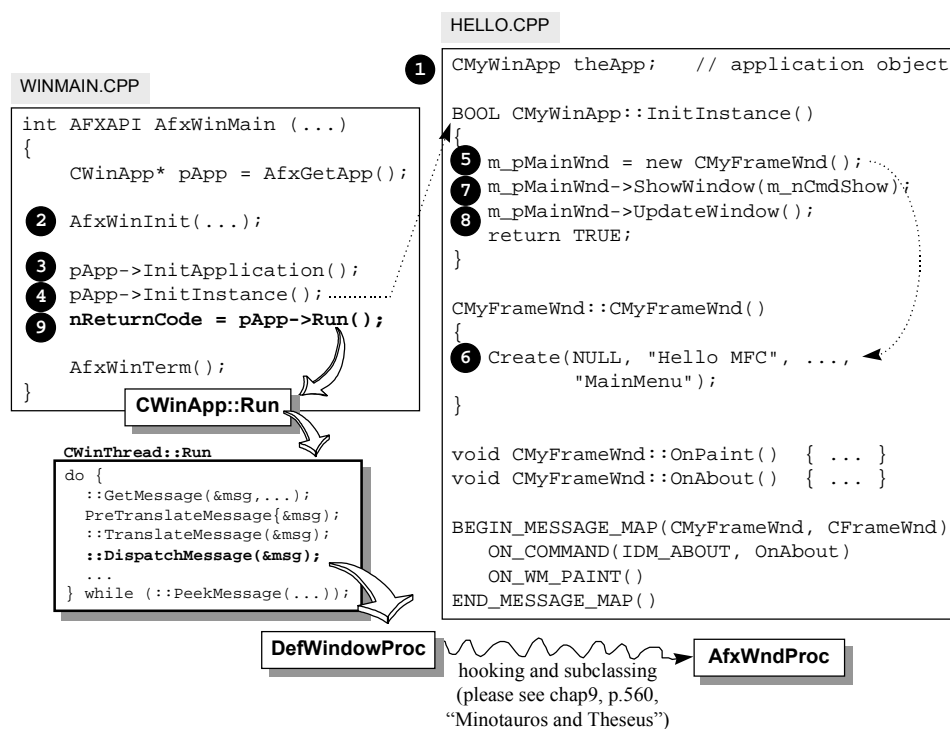 HELLO.CPP
1 CMyWinApp theApp;   // application object
BOOL CMyWinApp::InitInstance()
{
5 m_pMainWnd = new CMyFrameWnd();
7 m_pMainWnd->ShowWindow(m_nCmdShow);
8 m_pMainWnd->UpdateWindow();
return TRUE;
}
CMyFrameWnd::CMyFrameWnd()
{
6 Create(NULL, "Hello MFC", ...,
"MainMenu");
}
void CMyFrameWnd::OnPaint()  { ... }
void CMyFrameWnd::OnAbout()  { ... }
BEGIN_MESSAGE_MAP(CMyFrameWnd, CFrameWnd)
ON_COMMAND(IDM_ABOUT, OnAbout)
ON_WM_PAINT()
END_MESSAGE_MAP()
WINMAIN.CPP
int AFXAPI AfxWinMain (...)
{
CWinApp* pApp = AfxGetApp();
2 AfxWinInit(...);
3 pApp->InitApplication();
4 pApp->InitInstance();
9 nReturnCode = pApp->Run();
AfxWinTerm();
}
CWinApp::Run
CWinThread::Run
do {
::GetMessage(&msg,...);
PreTranslateMessage{&msg);
::TranslateMessage(&msg);
::DispatchMessage(&msg);
...
} while (::PeekMessage(...));
DefWindowProc
AfxWndProc
hooking and subclassing
(please see chap9, p.560,
“Minotauros and Theseus”)